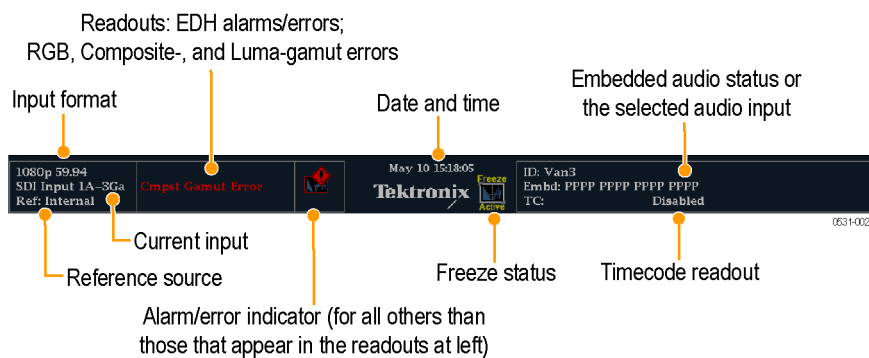 Readouts: EDH alarms/errors;
RGB, Composite-, and Luma-gamut errors
Input format
Date and time
Embedded audio status or
the selected audio input
1080p 59.94
SDI Input 1A-3Ga
Ref: Internal
Cmpst Gamut Error
May 10 15:18:05
Tektronix
Freeze
Active
ID: Van3
Embd: PPPP PPPP PPPP PPPP
TC: Disabled
0531-002
Current input
Reference source
Freeze status
Timecode readout
Alarm/error indicator (for all others than
those that appear in the readouts at left)